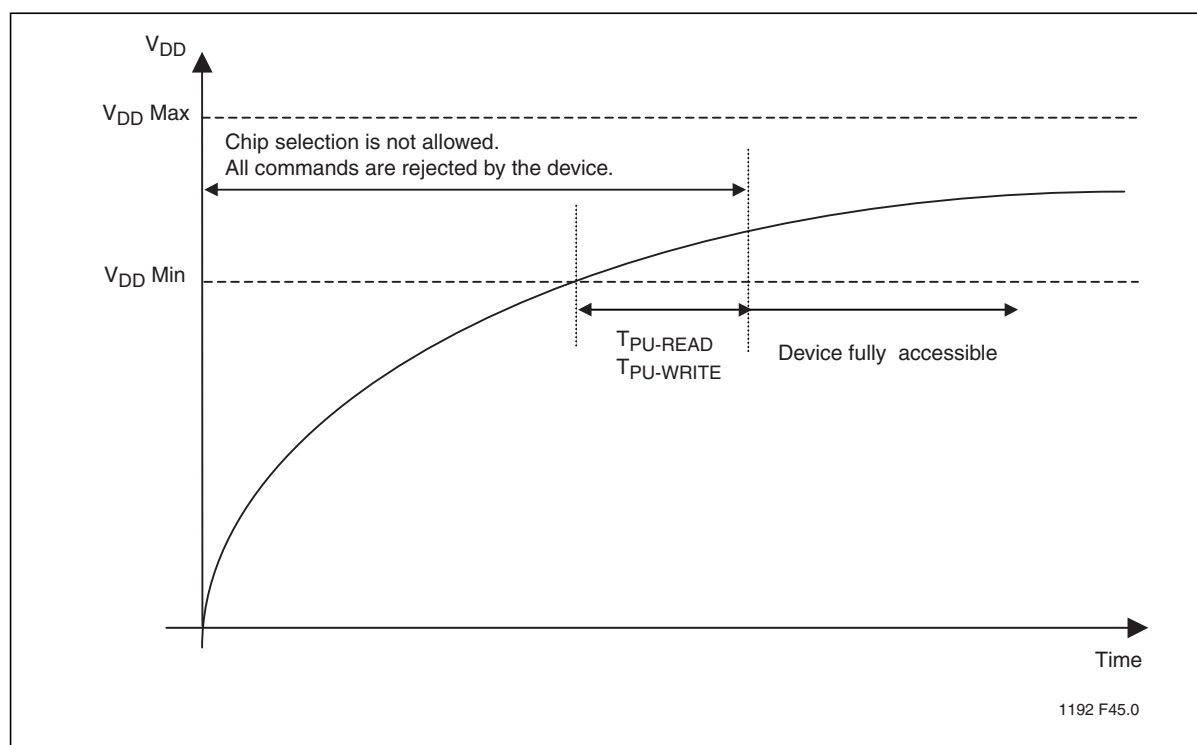 VDD
VDD Max
Chip selection is not allowed.
All commands are rejected by the device.
VDD Min
TPU-READ
TPU-WRITE
Device fully accessible
Time
1192 F45.0